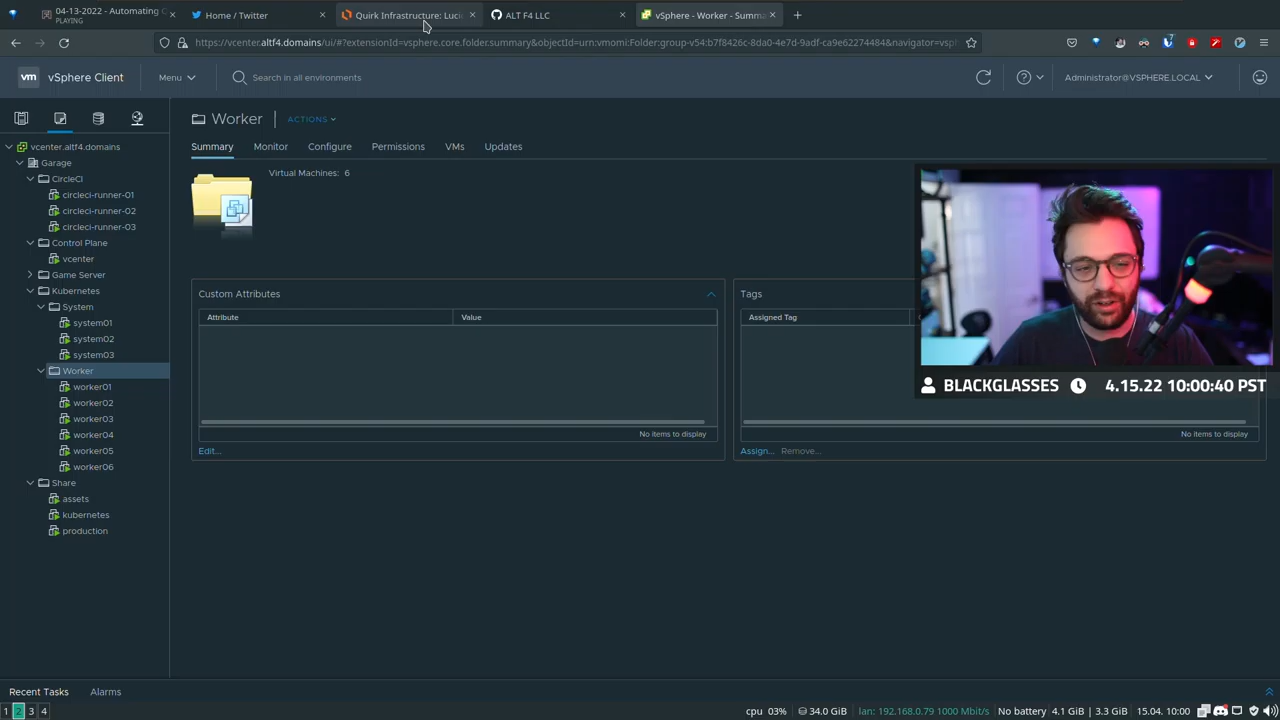 04-13-2022 - Automating C
PLAYING
Home / Twitter
Quirk Infrastructure: Luci
ALT F4 LLC
vSphere - Worker - Summa
https://vcenter.altf4.domains/ui/#?extensionId=vsphere.core.folder.summary&objectId=urn:vmomi:Folder:group-v54:b7f8426c-8da0-4e7d-9adf-ca9e62274484&navigator=vsp
vm vSphere Client Menu Search in all environments Administrator@VSPHERE.LOCAL
Worker ACTIONS
Summary Monitor Configure Permissions VMs Updates
Virtual Machines: 6
vcenter.altf4.domains
Garage
CircleCI
circleci-runner-01
circleci-runner-02
circleci-runner-03
Control Plane
vcenter
Game Server
Kubernetes
System
system01
system02
system03
Worker
worker01
worker02
worker03
worker04
worker05
worker06
Share
assets
kubernetes
production
Custom Attributes
Attribute Value
No items to display
Edit...
Tags
Assigned Tag
No items to display
Assign... Remove...
BLACKGLASSES 4.15.22 10:00:40 PST
Recent Tasks Alarms
1 2 3 4
cpu 03% 34.0 GiB lan: 192.168.0.79 1000 Mbit/s No battery 4.1 GiB | 3.3 GiB 15.04. 10:00